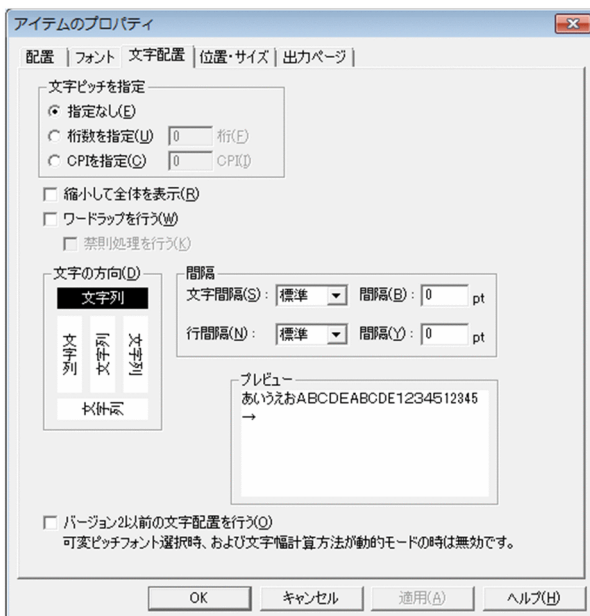 アイテムのプロパティ
配置 フォント 文字配置 位置・サイズ 出力ページ
文字ピッチを指定
指定なし(E)
桁数を指定(U) 0 桁(F)
CPIを指定(C) 0 CPI(I)
縮小して全体を表示(R)
ワードラップを行う(W)
禁則処理を行う(K)
文字の方向(D)
文字列
文字列 文字列 文字列
文字列
間隔
文字間隔(S): 標準 間隔(B): 0 pt
行間隔(N): 標準 間隔(Y): 0 pt
プレビュー
あいうえおABCDEABCDE1234512345
→
バージョン2以前の文字配置を行う(O)
可変ピッチフォント選択時、および文字幅計算方法が動的モードの時は無効です。
OK キャンセル 適用(A) ヘルプ(H)